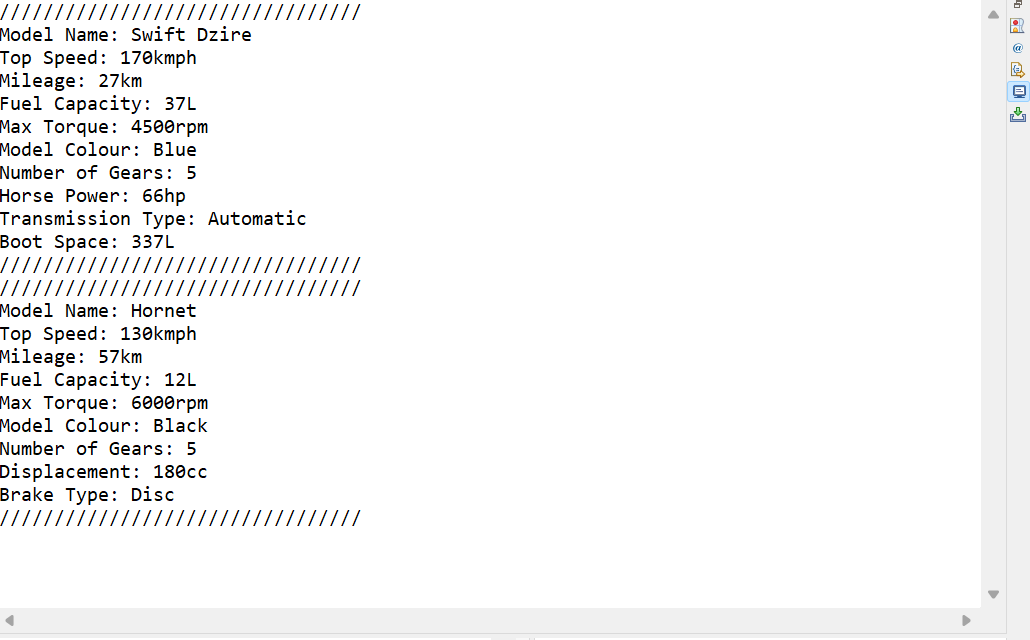 /////////////////////////////////
Model Name: Swift Dzire
Top Speed: 170kmph
Mileage: 27km
Fuel Capacity: 37L
Max Torque: 4500rpm
Model Colour: Blue
Number of Gears: 5
Horse Power: 66hp
Transmission Type: Automatic
Boot Space: 337L
/////////////////////////////////
/////////////////////////////////
Model Name: Hornet
Top Speed: 130kmph
Mileage: 57km
Fuel Capacity: 12L
Max Torque: 6000rpm
Model Colour: Black
Number of Gears: 5
Displacement: 180cc
Brake Type: Disc
/////////////////////////////////